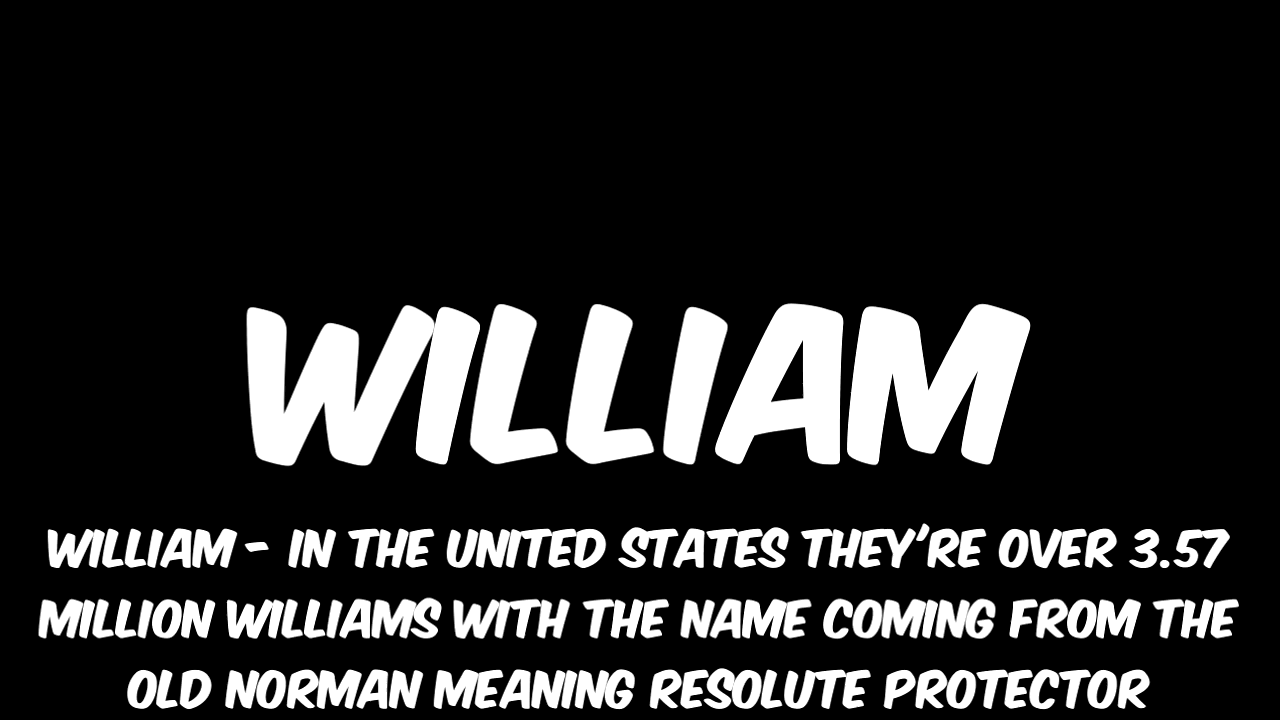 WILLIAM
WILLIAM - IN THE UNITED STATES THEY'RE OVER 3.57
MILLION WILLIAMS WITH THE NAME COMING FROM THE
OLD NORMAN MEANING RESOLUTE PROTECTOR